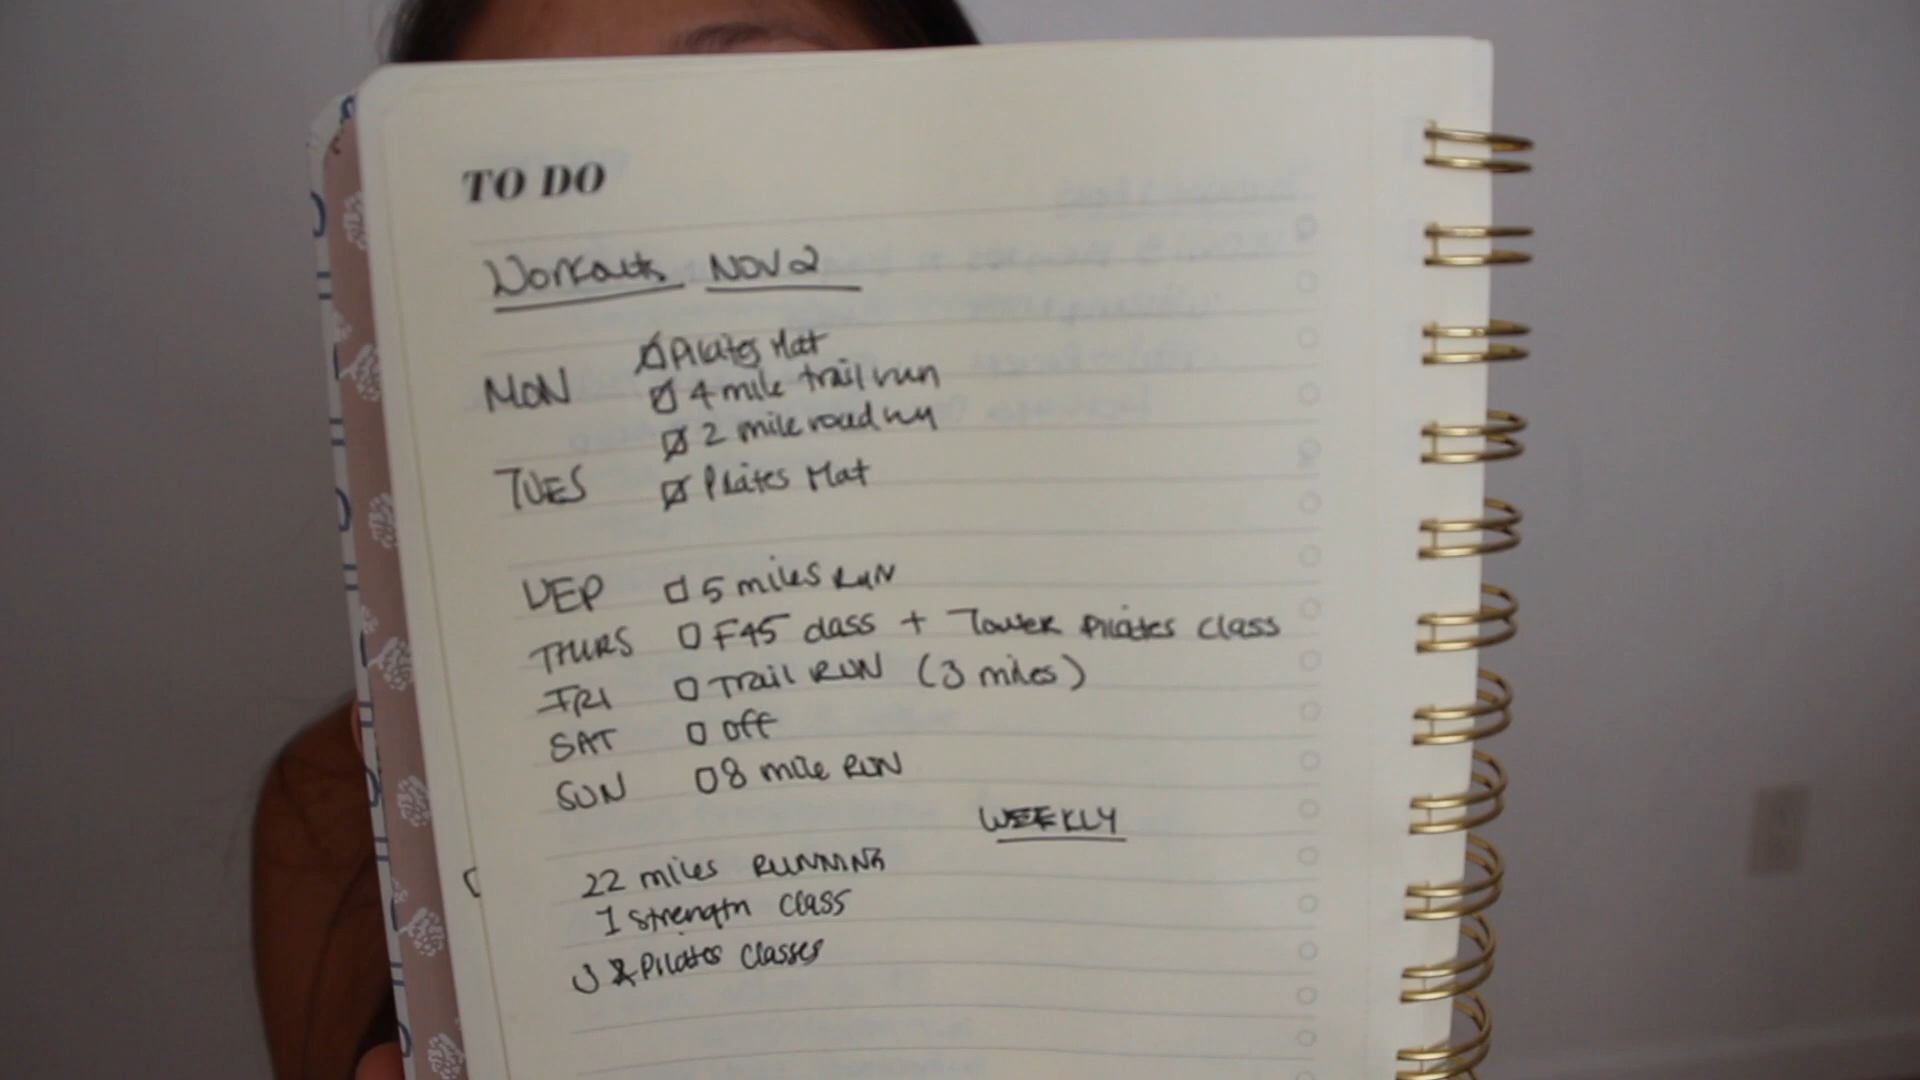 TO DO
Workouts NOV 2
Pilates Mat
MON 4 mile trail run
2 mile road run
TUES Pilates Mat
WED 5 miles RUN
THURS F45 class + Tower Pilates class
FRI Trail RUN (3 miles)
SAT Off
SUN 8 mile RUN
WEEKLY
22 miles RUNNING
1 strength class
3 Pilates classes